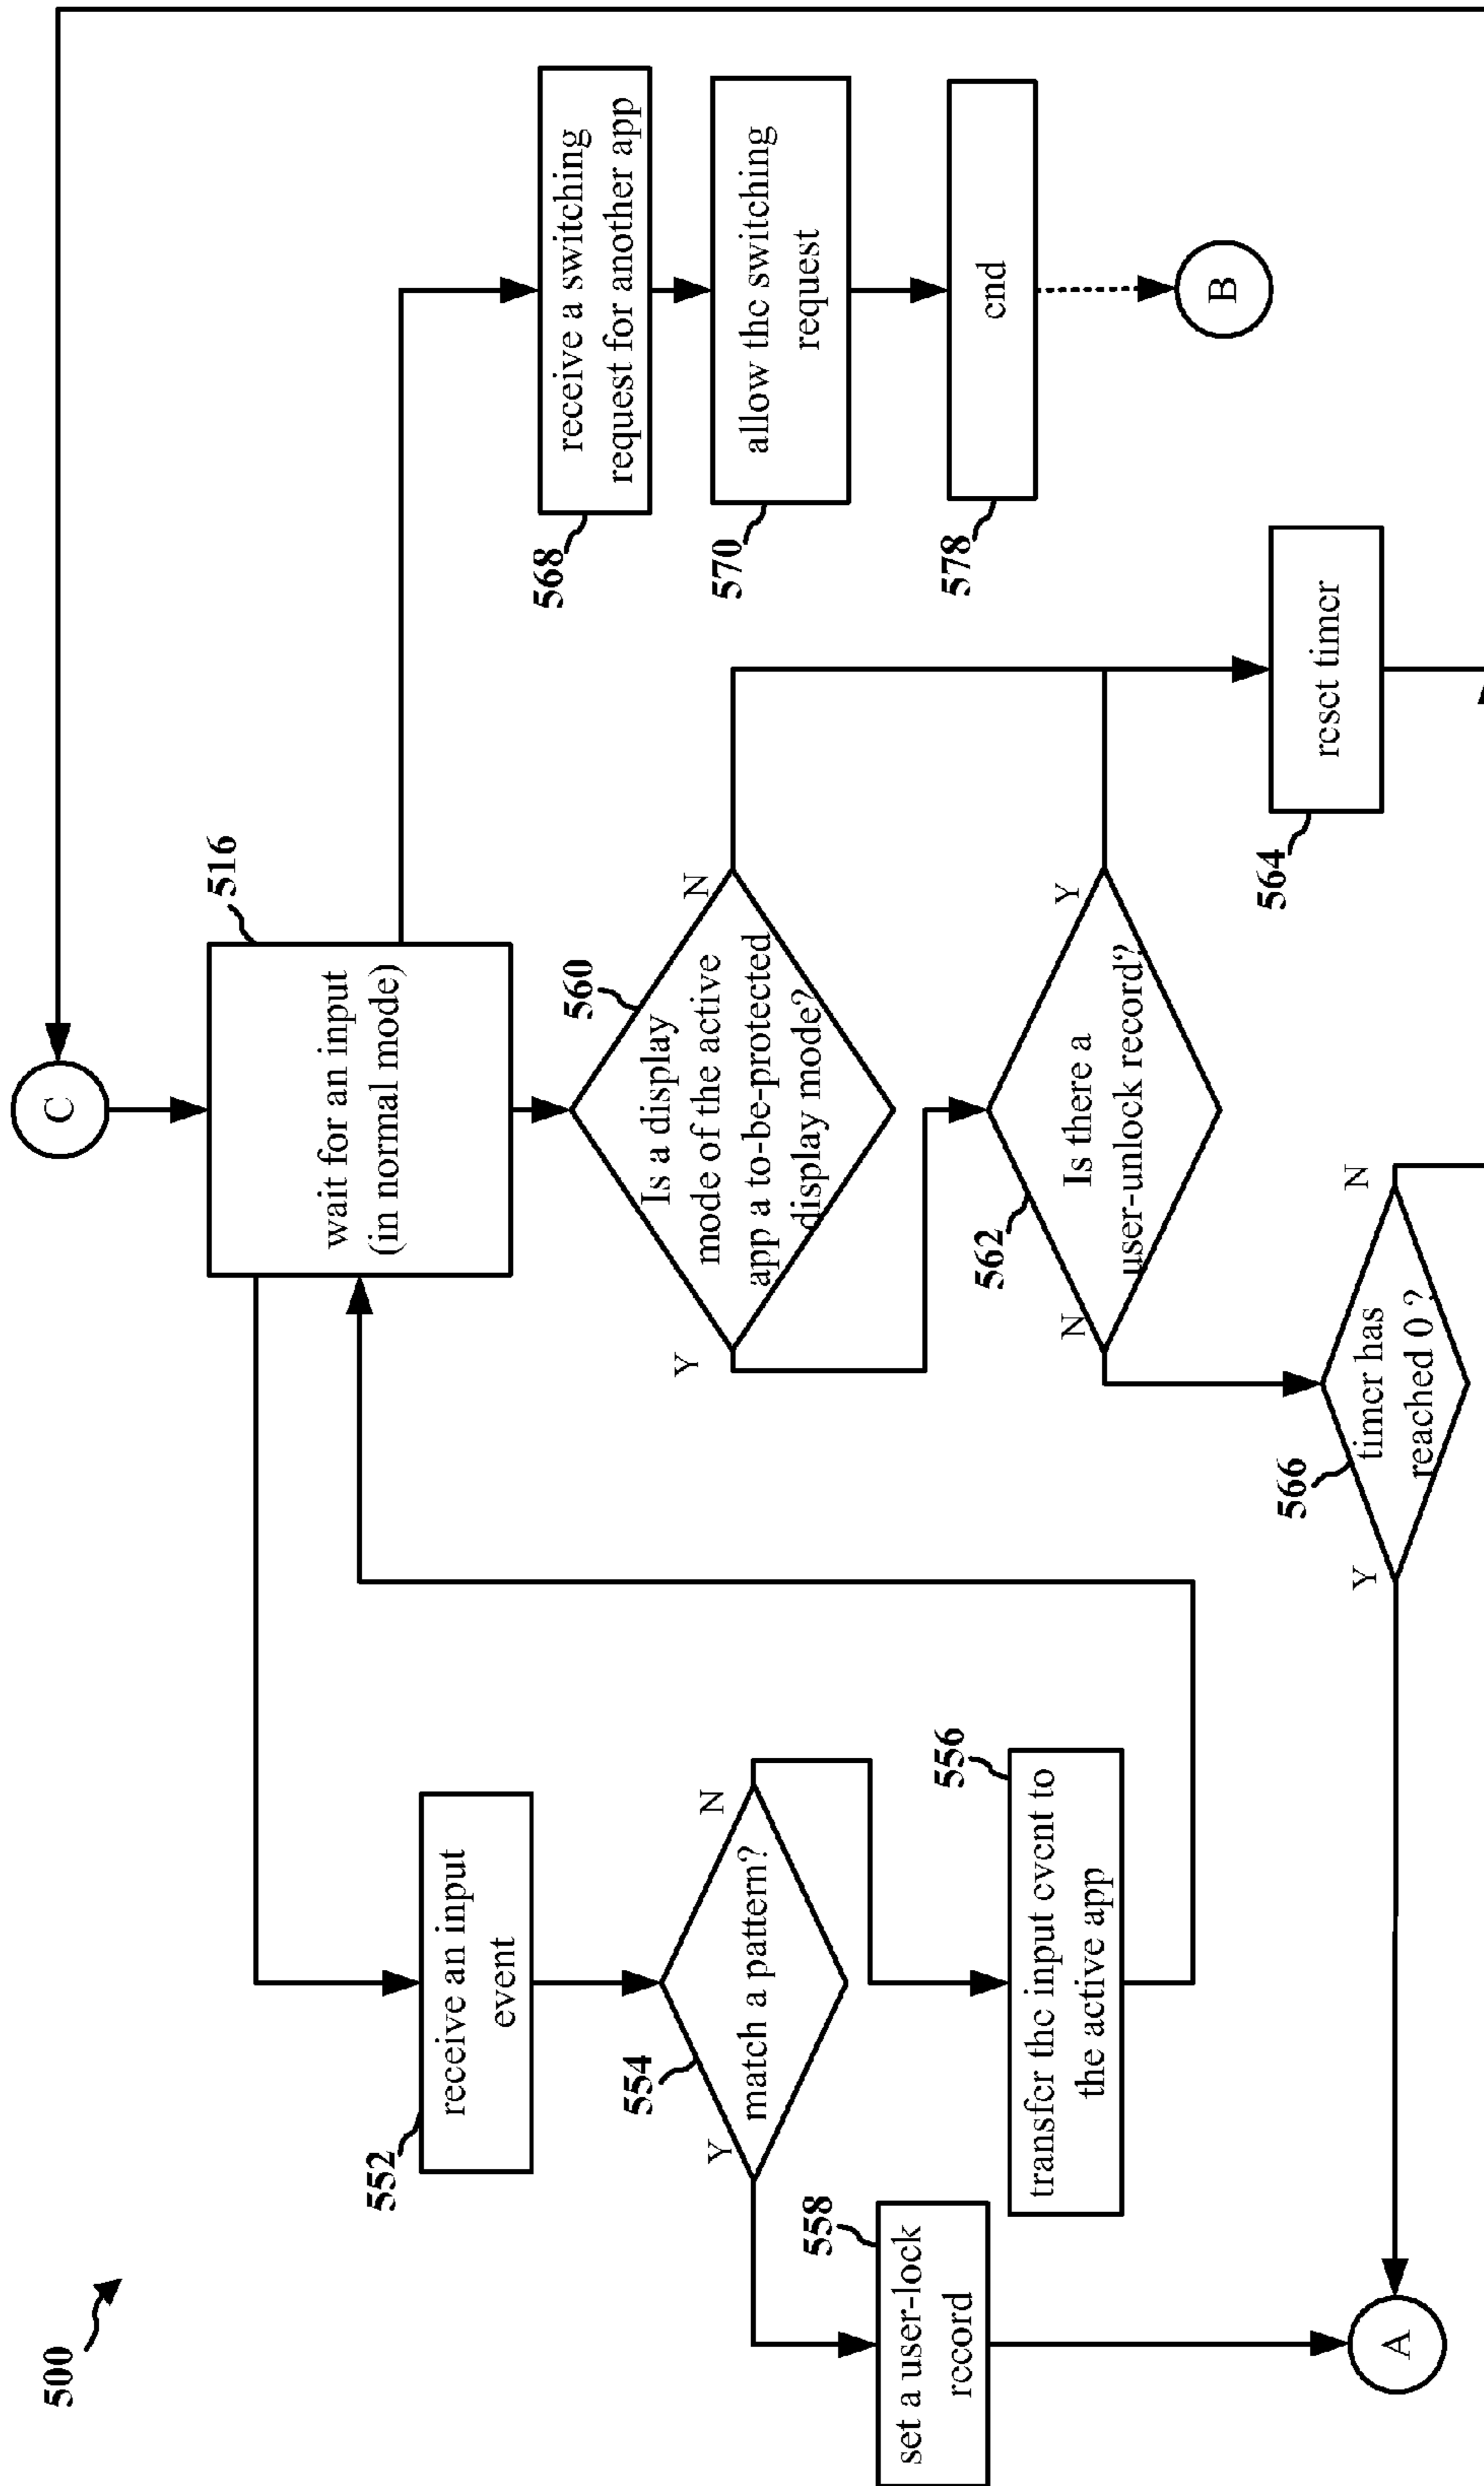 500
C
516
wait for an input
(in normal mode)
552
receive an input
event
554
match a pattern?
Y
N
558
set a user-lock
record
556
transfer the input event to
the active app
A
560
Is a display
mode of the active
app a to-be-protected
display mode?
Y
N
562
Is there a
user-unlock record?
N
Y
566
timer has
reached 0 ?
Y
N
564
reset timer
568
receive a switching
request for another app
570
allow the switching
request
578
end
B